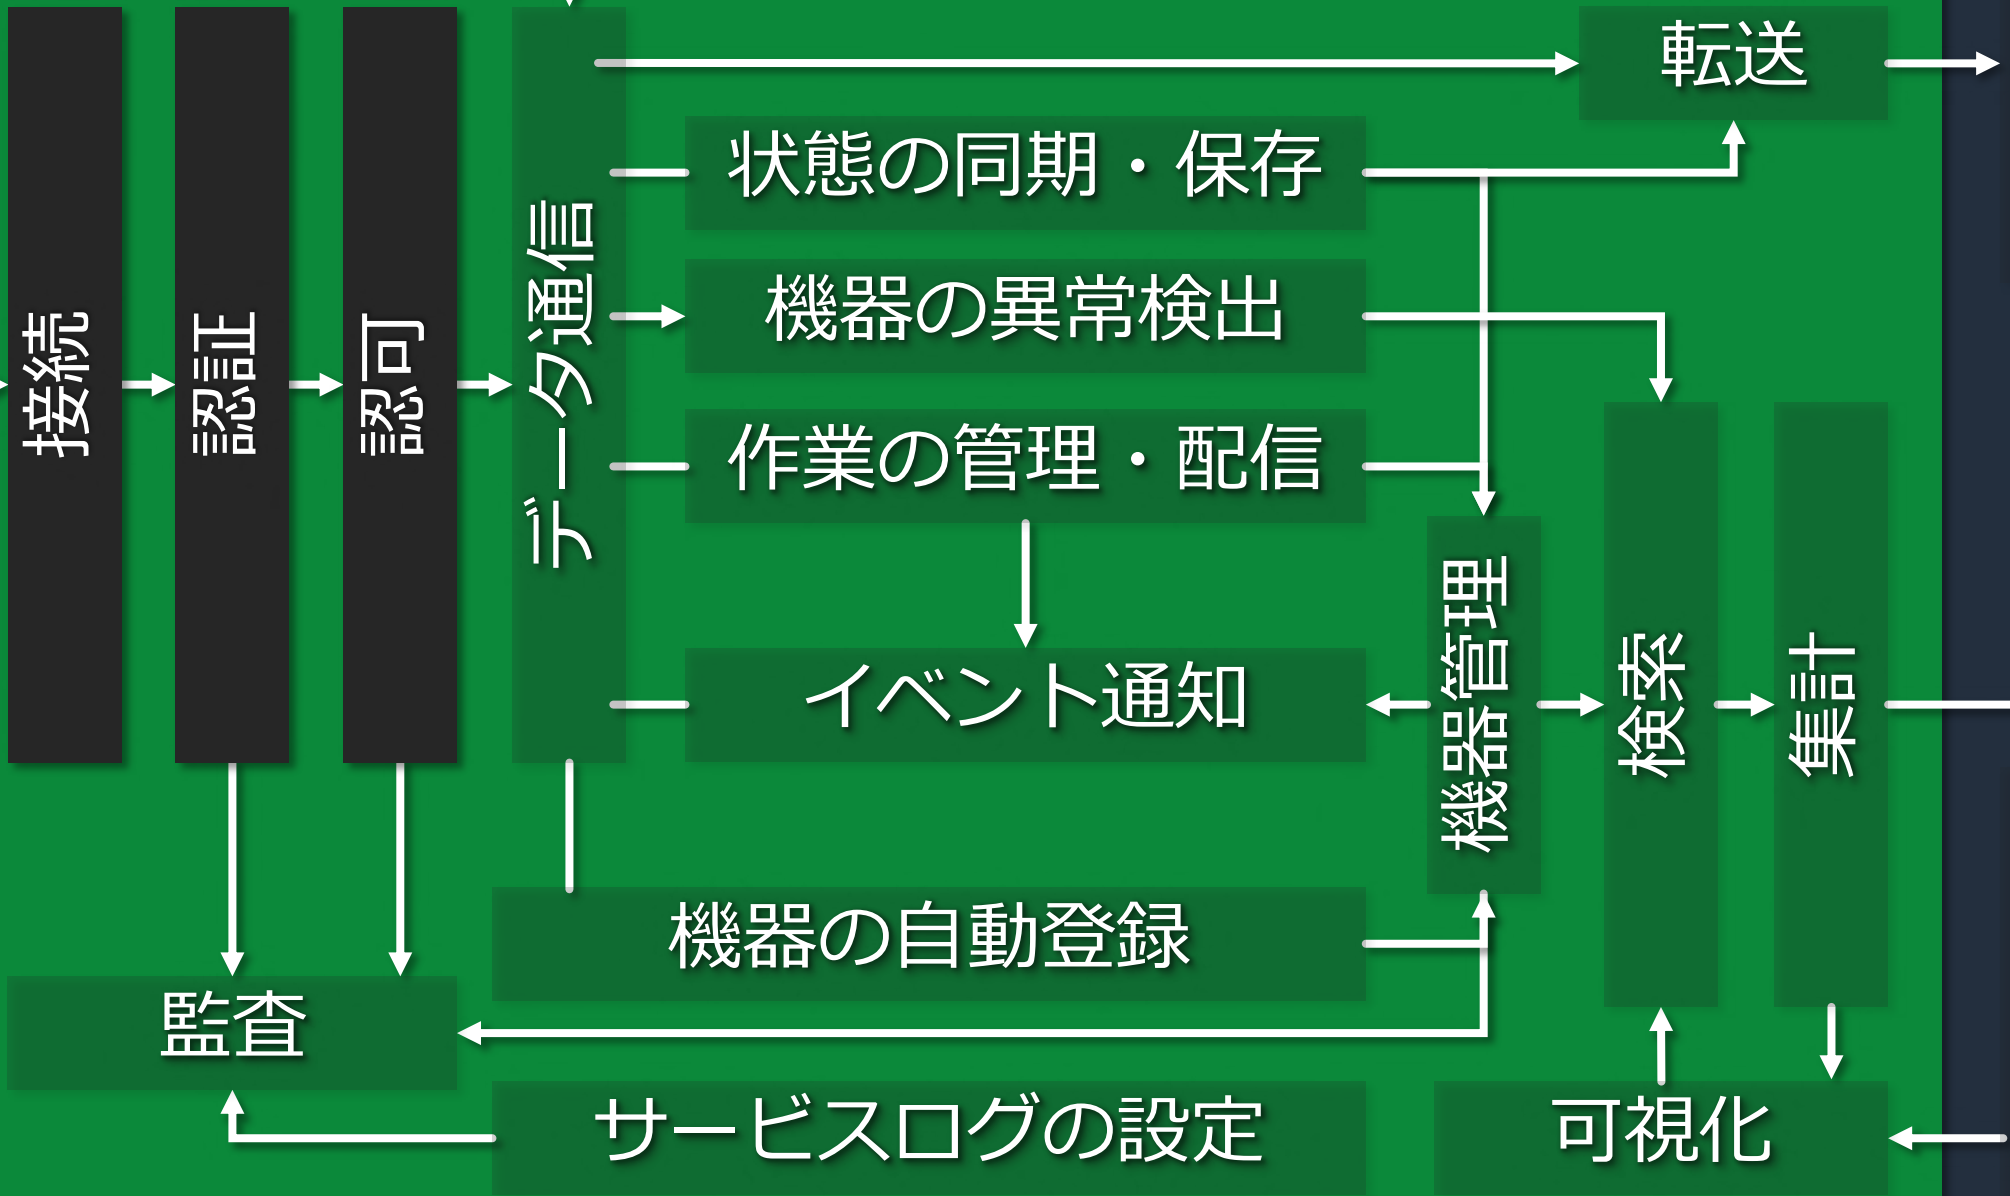 接続
認証
認可
データ通信
転送
状態の同期・保存
機器の異常検出
作業の管理・配信
イベント通知
機器管理
検索
集計
機器の自動登録
監査
サービスログの設定
可視化